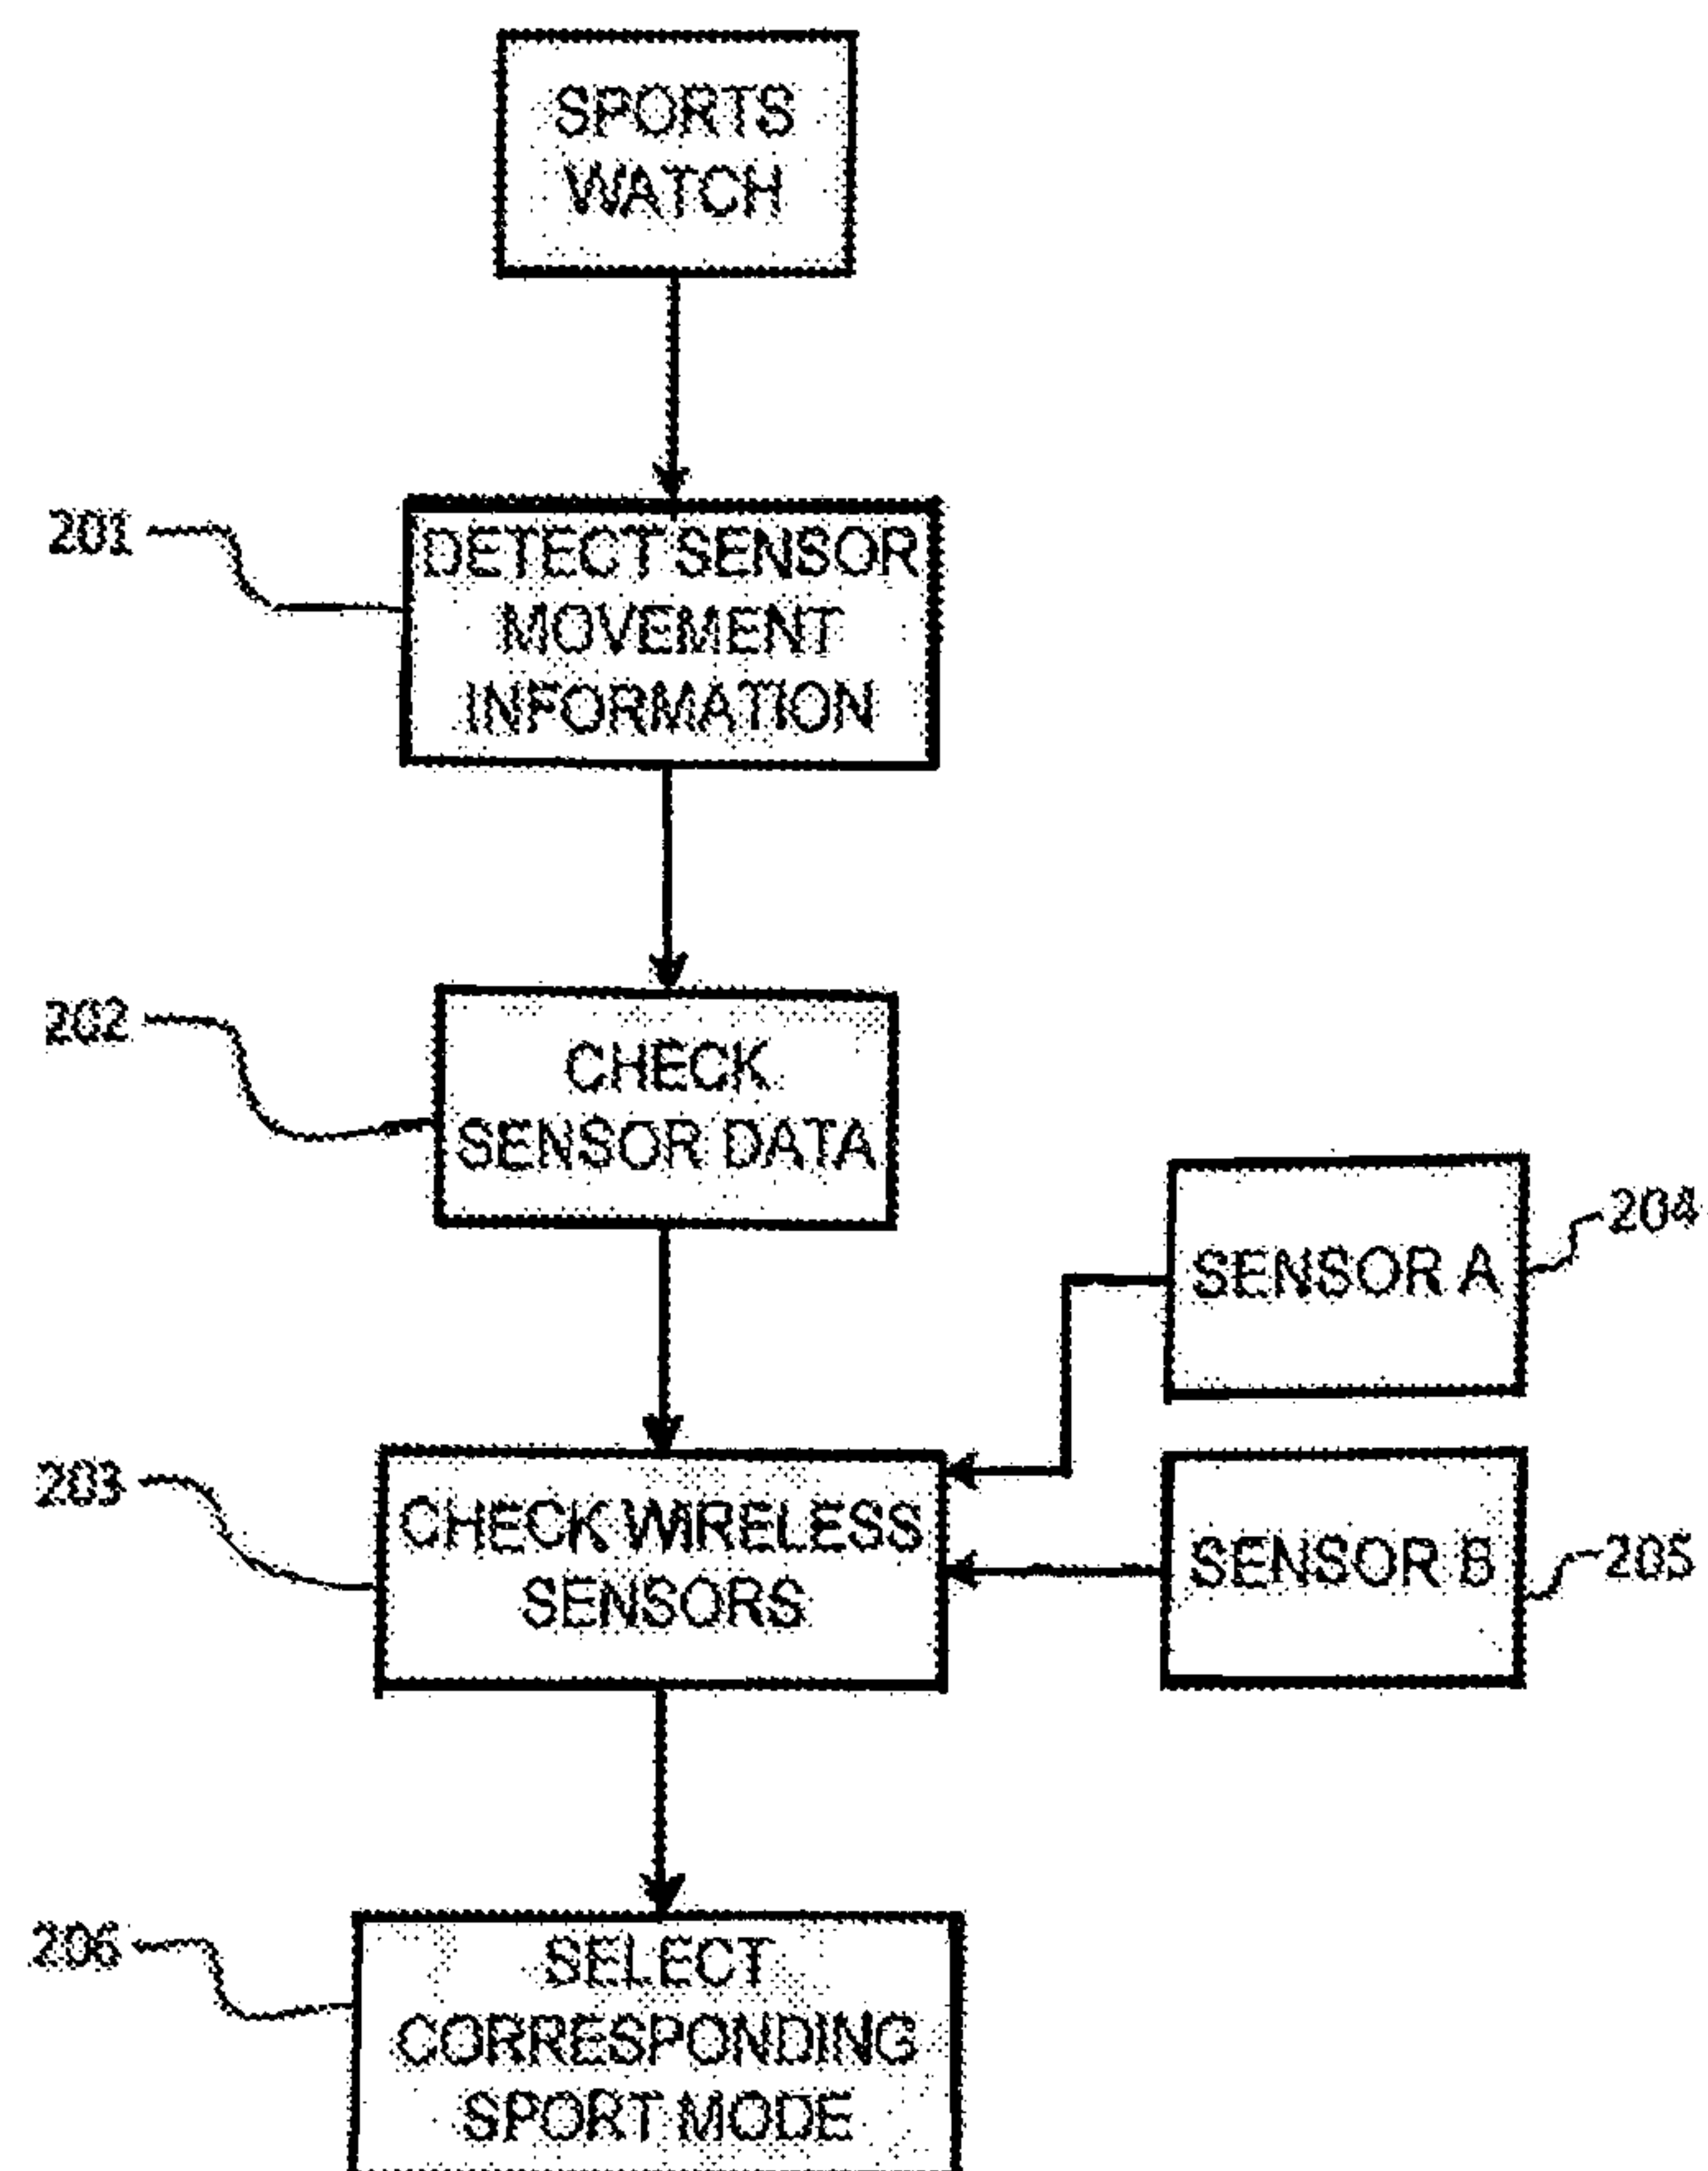 SPORTS
WATCH
201
DETECT SENSOR
MOVEMENT
INFORMATION
202
CHECK
SENSOR DATA
204
SENSOR A
203
CHECK WIRELESS
SENSORS
SENSOR B
205
206
SELECT
CORRESPONDING
SPORT MODE